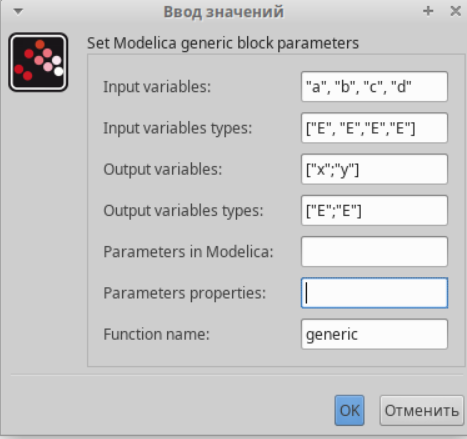 Ввод значений
Set Modelica generic block parameters
Input variables: "a", "b", "c", "d"
Input variables types: ["E", "E","E","E"]
Output variables: ["x";"y"]
Output variables types: ["E";"E"]
Parameters in Modelica:
Parameters properties:
Function name: generic
OK Отменить